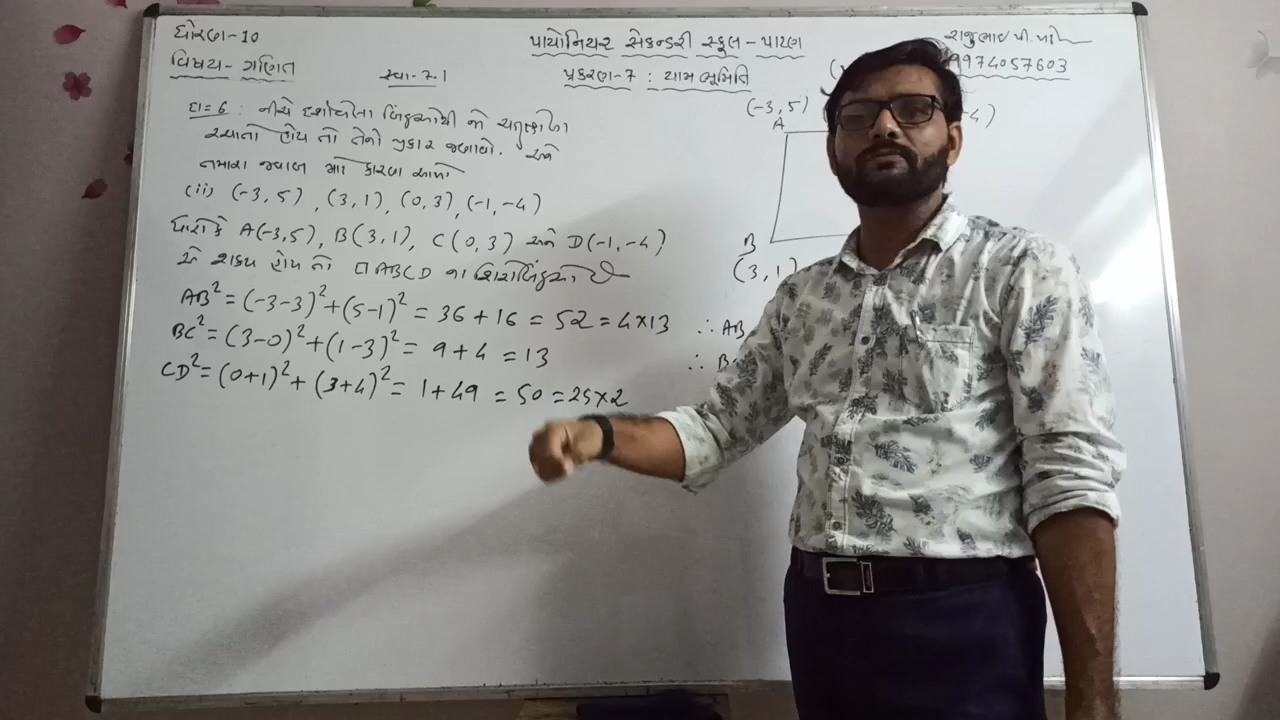 ધોરણ-10
વિષય- ગણિત
સ્વા-7.1
પાયોનિયર સેકન્ડરી સ્કૂલ-પાટણ
પ્રકરણ-7 : યામ ભૂમિતિ
રાજુભાઇ પી.
9974057603
દા=6 : નીચે દર્શાવેલા બિંદુઓથી જો ચતુષ્કોણ
રચાતો હોય તો તેનો પ્રકાર જણાવો. અને
તમારા જવાબ માટે કારણ આપો
(ii) (-3,5), (3,1), (0,3), (-1,-4)
ધારો કે A(-3,5), B(3,1), C(0,3) અને D(-1,-4)
એ શક્ય હોય તો □ABCD ના શિરોબિંદુઓ છે
AB² = (-3-3)² + (5-1)² = 36+16 = 52 = 4×13
BC² = (3-0)² + (1-3)² = 9+4 = 13
CD² = (0+1)² + (3+4)² = 1+49 = 50 = 25×2
∴ AB
∴ B
(-3,5)
A
-4)
B
(3,1)